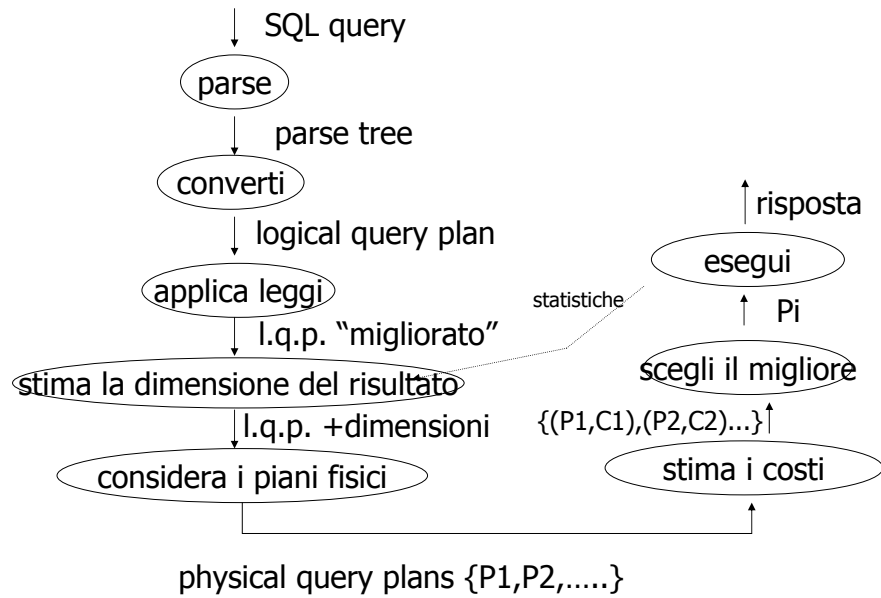 SQL query
parse
parse tree
converti
logical query plan
applica leggi
l.q.p. “migliorato”
stima la dimensione del risultato
l.q.p. +dimensioni
considera i piani fisici
physical query plans {P1,P2,…..}
stima i costi
{(P1,C1),(P2,C2)...}
scegli il migliore
Pi
esegui
statistiche
risposta